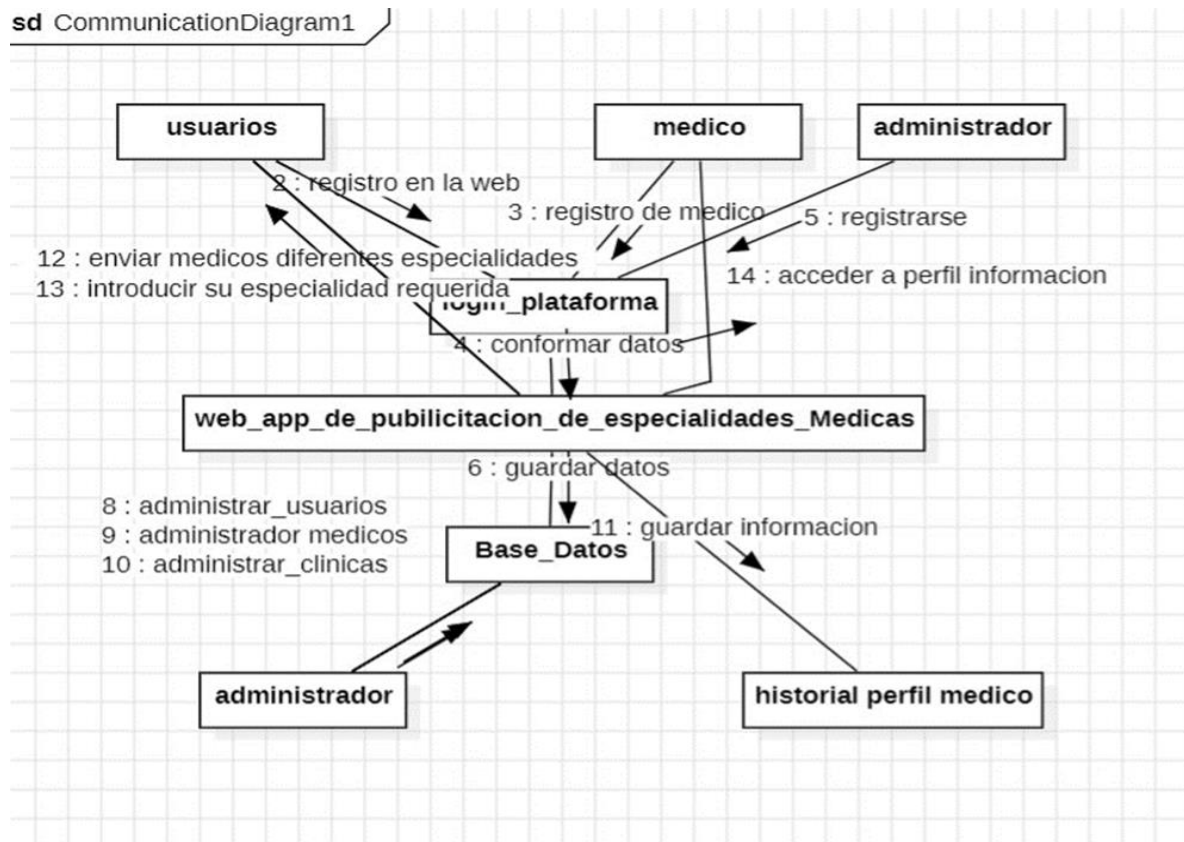 sd CommunicationDiagram1
usuarios
medico
administrador
2 : registro en la web
3 : registro de medico
5 : registrarse
12 : enviar medicos diferentes especialidades
14 : acceder a perfil informacion
13 : introducir su especialidad requerida
login_plataforma
4 : conformar datos
web_app_de_pubilicitacion_de_especialidades_Medicas
6 : guardar datos
8 : administrar_usuarios
11 : guardar informacion
9 : administrador medicos
Base_Datos
10 : administrar_clinicas
administrador
historial perfil medico